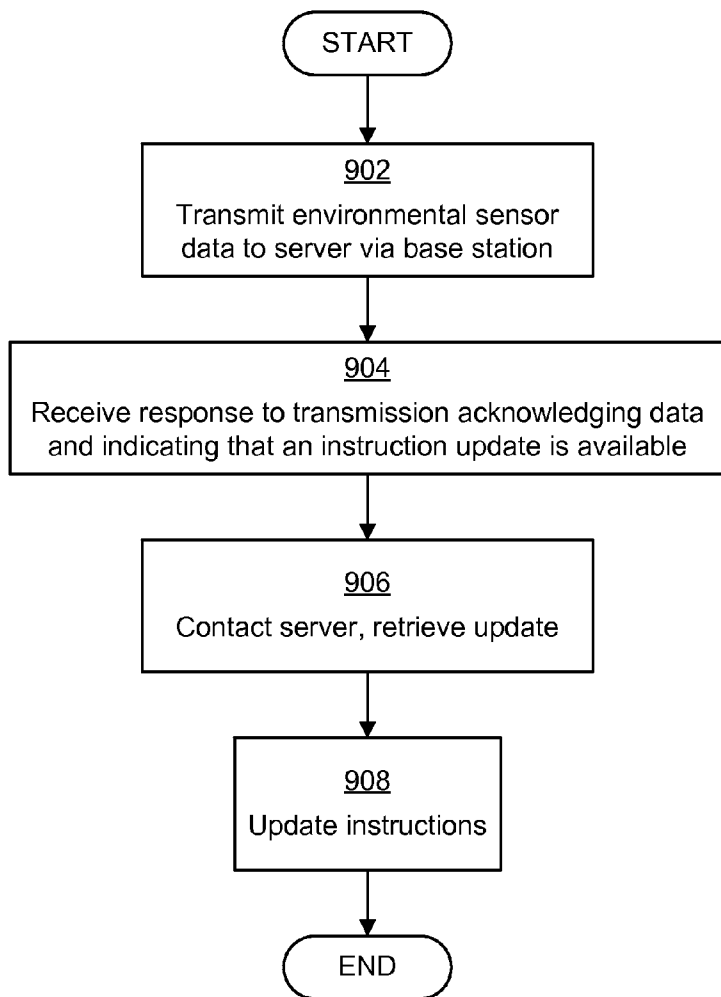 START
902
Transmit environmental sensor
data to server via base station
904
Receive response to transmission acknowledging data
and indicating that an instruction update is available
906
Contact server, retrieve update
908
Update instructions
END